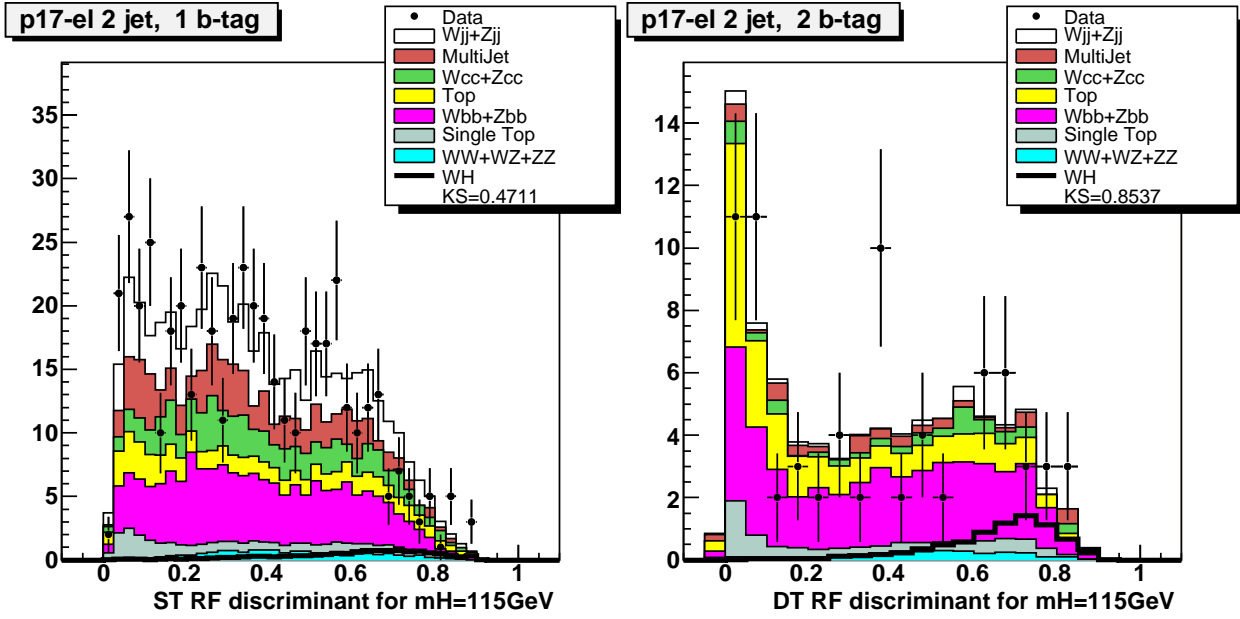 p17-el 2 jet, 1 b-tag
Data
Wjj+Zjj
MultiJet
Wcc+Zcc
Top
Wbb+Zbb
Single Top
WW+WZ+ZZ
WH
KS=0.4711
35
30
25
20
15
10
5
0
0 0.2 0.4 0.6 0.8 1
ST RF discriminant for mH=115GeV
p17-el 2 jet, 2 b-tag
Data
Wjj+Zjj
MultiJet
Wcc+Zcc
Top
Wbb+Zbb
Single Top
WW+WZ+ZZ
WH
KS=0.8537
14
12
10
8
6
4
2
0
0 0.2 0.4 0.6 0.8 1
DT RF discriminant for mH=115GeV